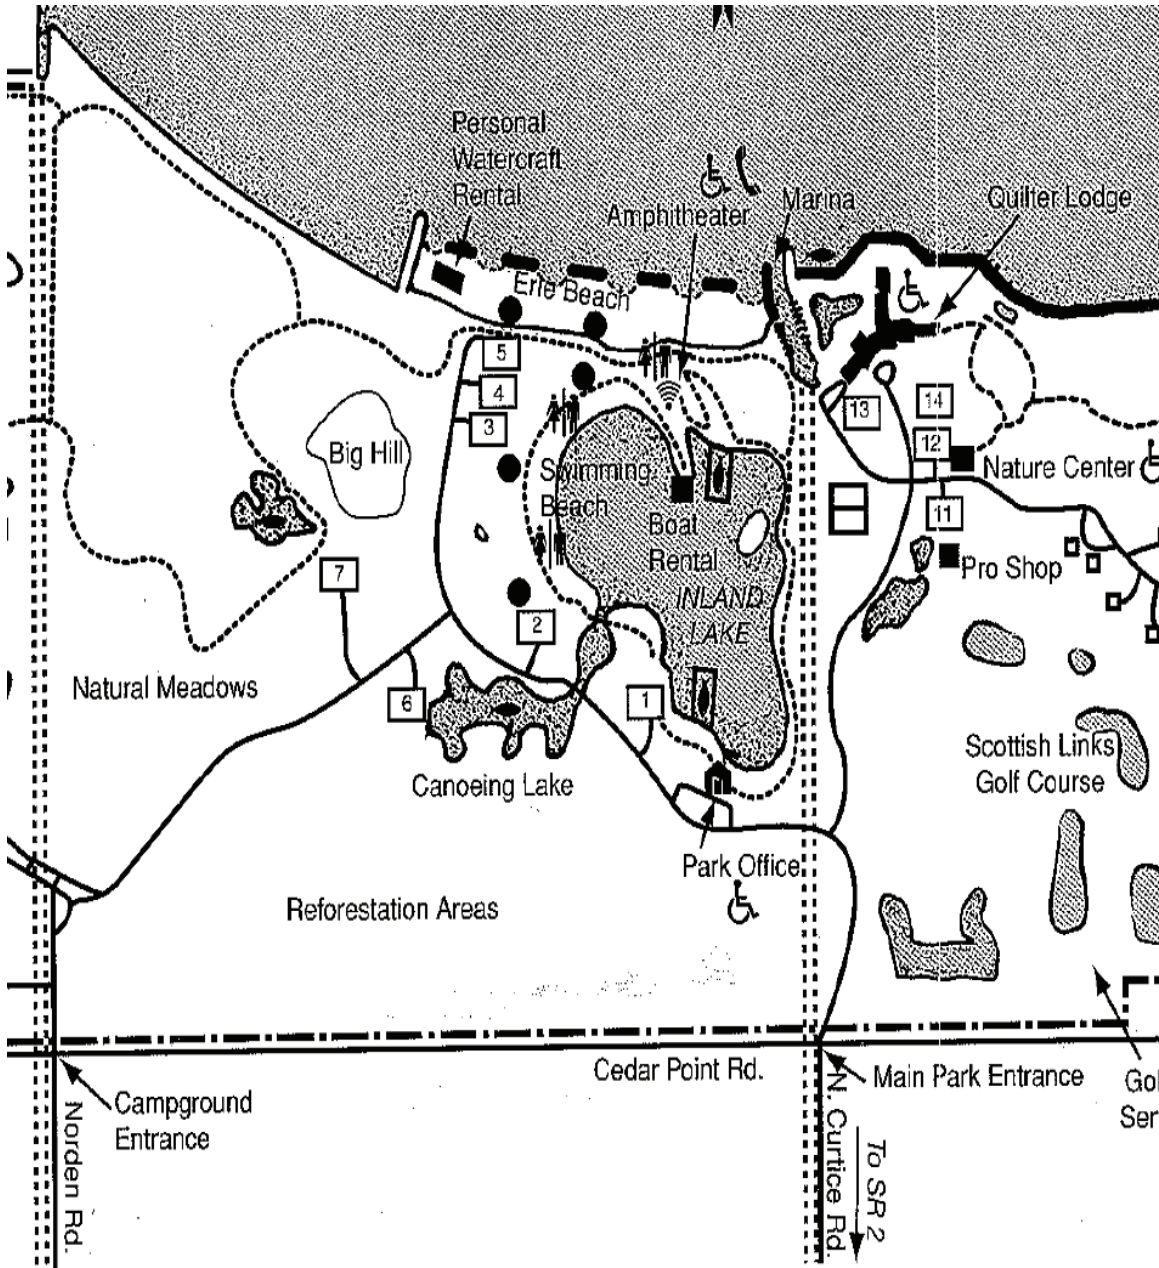 Personal
Watercraft
Rental
Amphitheater
Marina
Quilter Lodge
Erie Beach
5
4
3
13
14
12
Big Hill
Swimming
Beach
Nature Center
11
Boat
Rental
Pro Shop
7
INLAND
LAKE
2
Natural Meadows
6
1
Scottish Links
Golf Course
Canoeing Lake
Park Office
Reforestation Areas
Cedar Point Rd.
Main Park Entrance
Campground
Entrance
Norden Rd.
N. Curtice Rd.
To SR 2